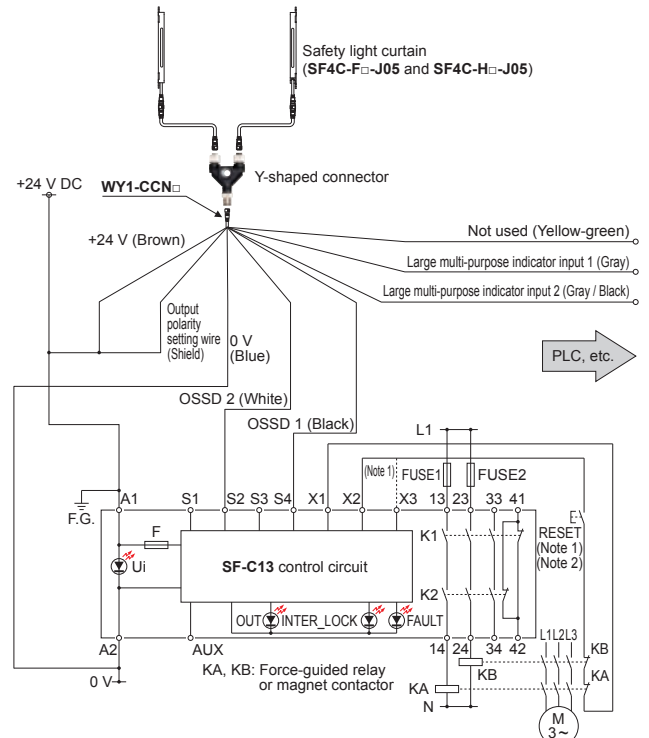 Safety light curtain
(SF4C-F□-J05 and SF4C-H□-J05)
Y-shaped connector
+24 V DC
WY1-CCN□
+24 V (Brown)
Not used (Yellow-green)
Large multi-purpose indicator input 1 (Gray)
Large multi-purpose indicator input 2 (Gray / Black)
Output
polarity
setting wire
(Shield)
0 V
(Blue)
PLC, etc.
OSSD 2 (White)
OSSD 1 (Black)
L1
(Note 1)
FUSE1
FUSE2
A1 S1 S2 S3 S4 X1 X2 X3 13 23 33 41
F.G.
F
K1
RESET
(Note 1)
(Note 2)
Ui
SF-C13 control circuit
K2
OUT
INTER_LOCK
FAULT
A2 AUX 14 24 34 42
L1 L2 L3
KA, KB: Force-guided relay
or magnet contactor
KB
KB
KA
KA
0 V
N
M
3~